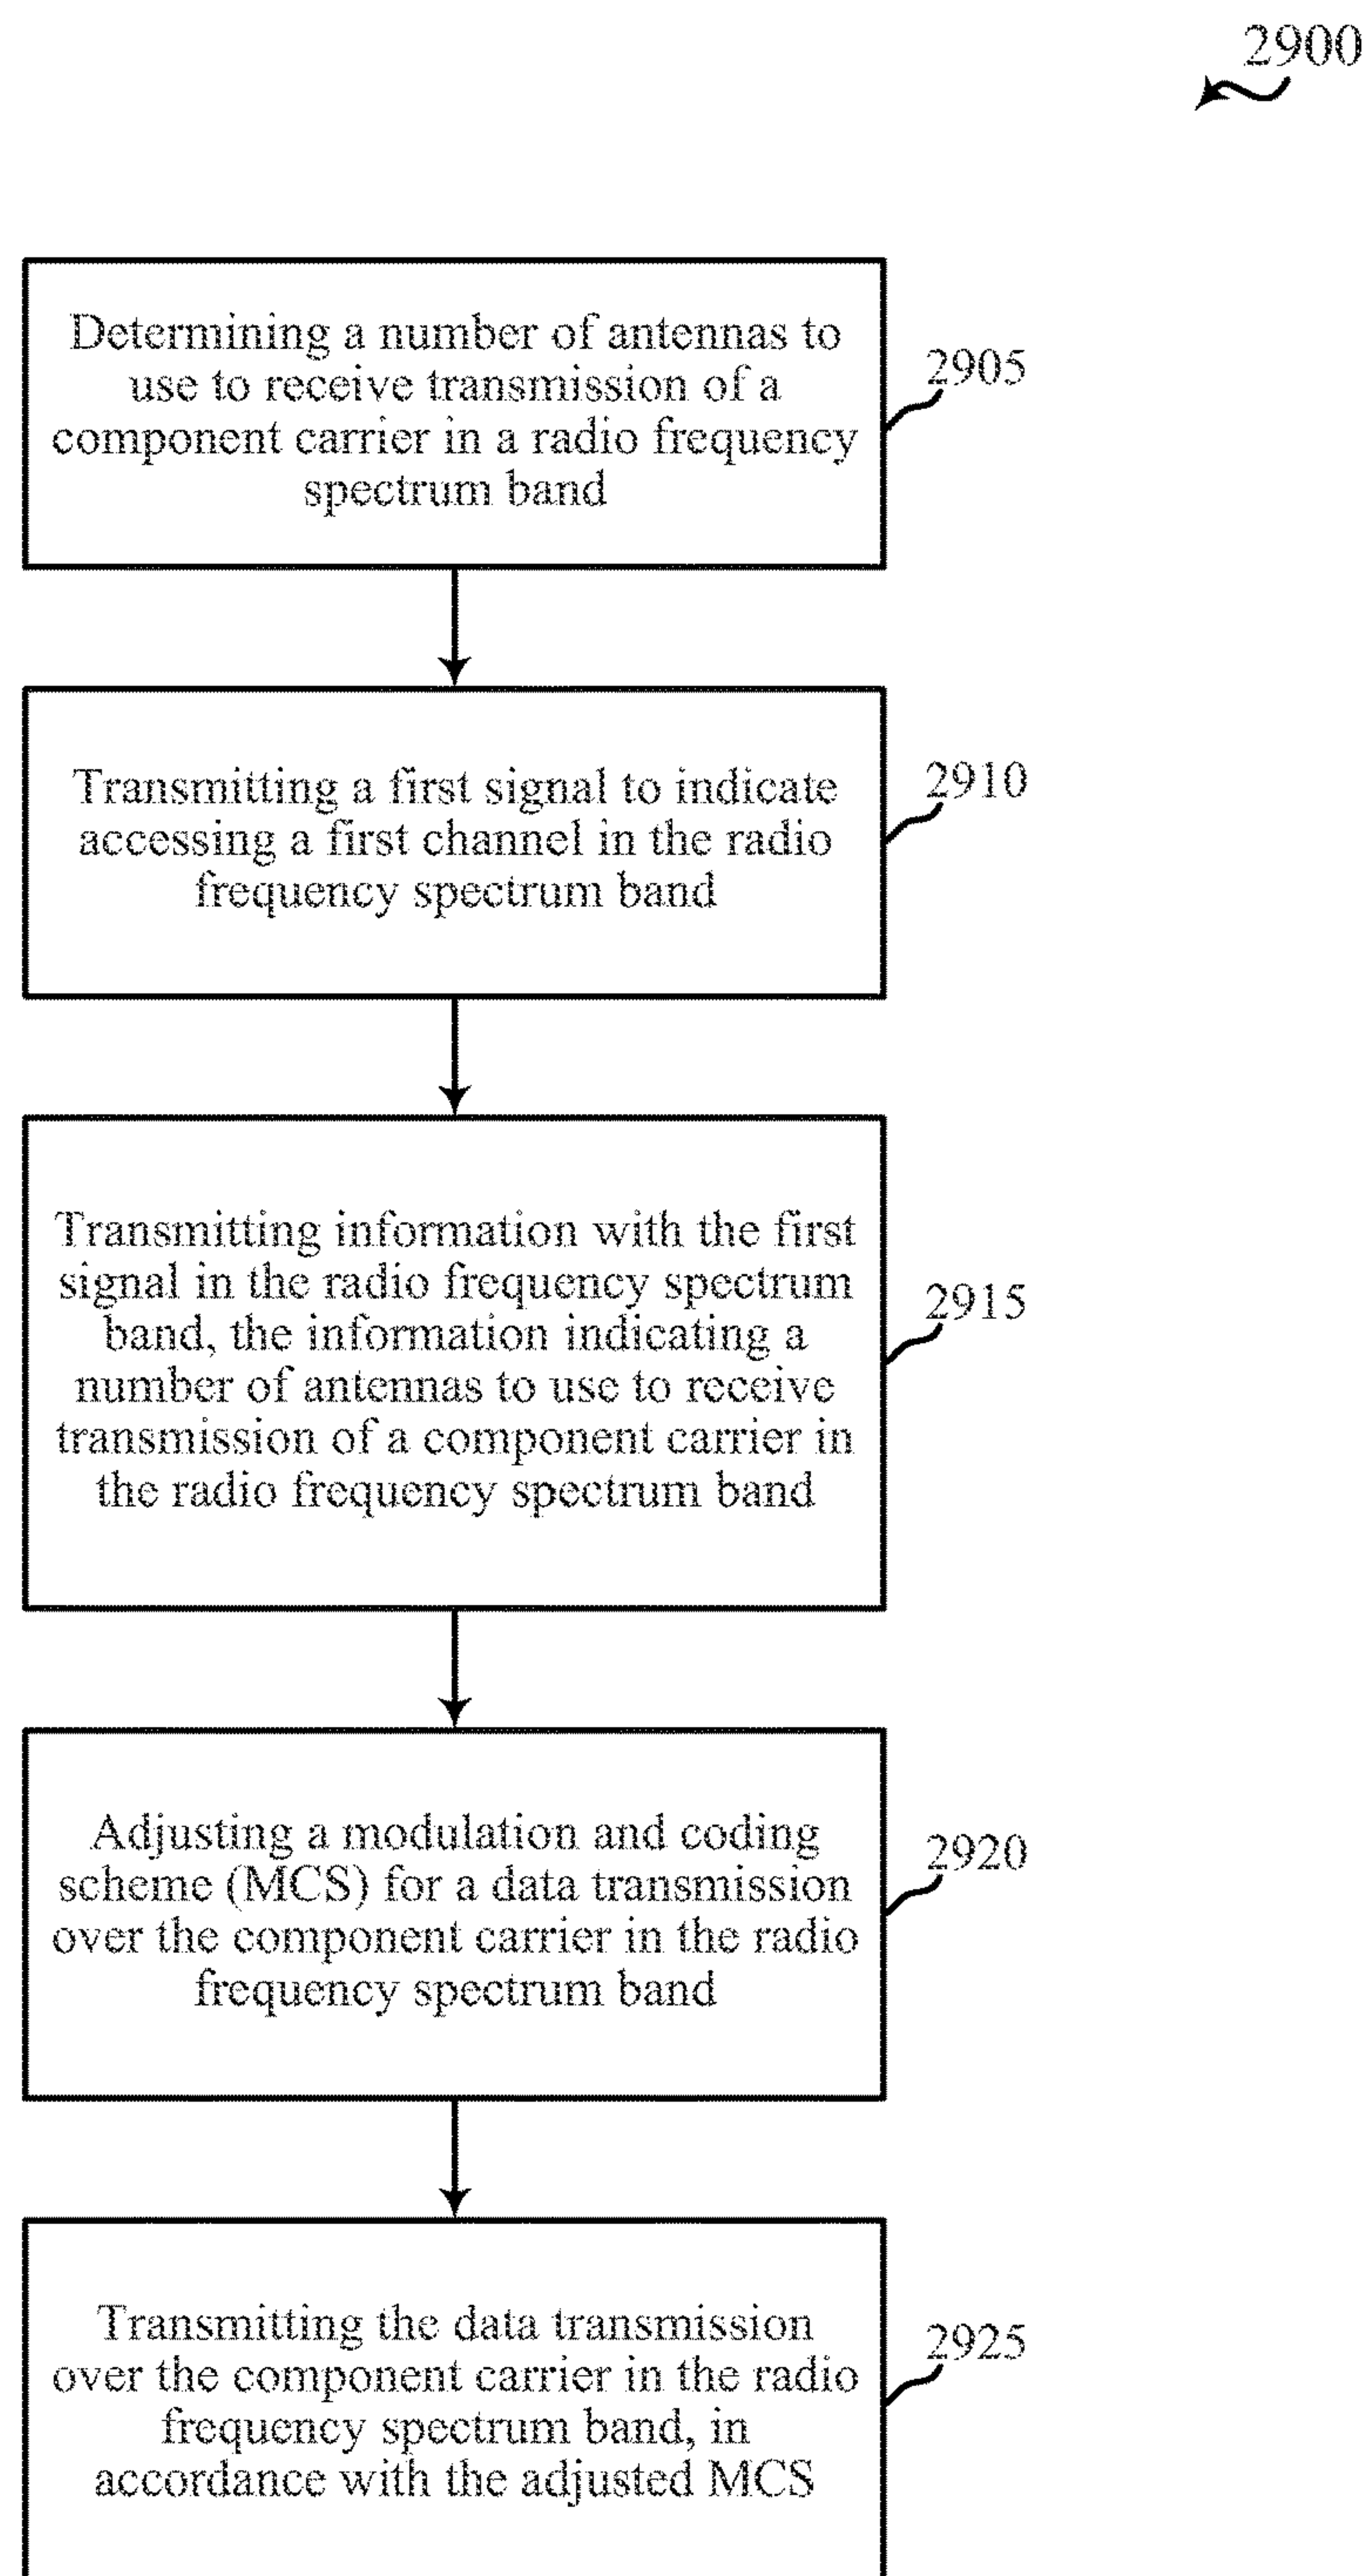 2900
Determining a number of antennas to
use to receive transmission of a
component carrier in a radio frequency
spectrum band
2905
Transmitting a first signal to indicate
accessing a first channel in the radio
frequency spectrum band
2910
Transmitting information with the first
signal in the radio frequency spectrum
band, the information indicating a
number of antennas to use to receive
transmission of a component carrier in
the radio frequency spectrum band
2915
Adjusting a modulation and coding
scheme (MCS) for a data transmission
over the component carrier in the radio
frequency spectrum band
2920
Transmitting the data transmission
over the component carrier in the radio
frequency spectrum band, in
accordance with the adjusted MCS
2925